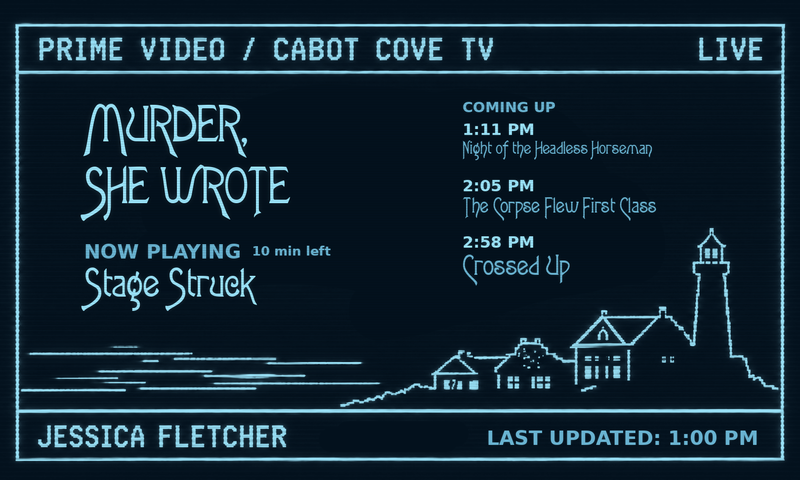 PRIME VIDEO / CABOT COVE TV
LIVE
MURDER,
SHE WROTE
NOW PLAYING 10 min left
Stage Struck
COMING UP
1:11 PM
Night of the Headless Horseman
2:05 PM
The Corpse Flew First Class
2:58 PM
Crossed Up
JESSICA FLETCHER
LAST UPDATED: 1:00 PM